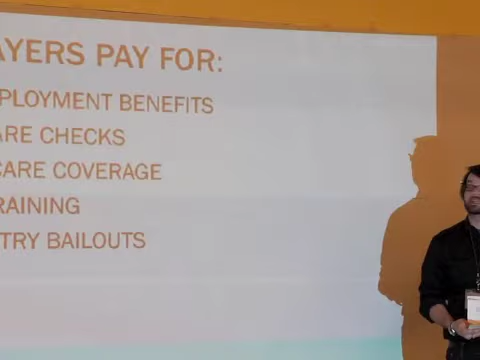 AYERS PAY FOR:
PLOYMENT BENEFITS
ARE CHECKS
CARE COVERAGE
RAINING
TRY BAILOUTS